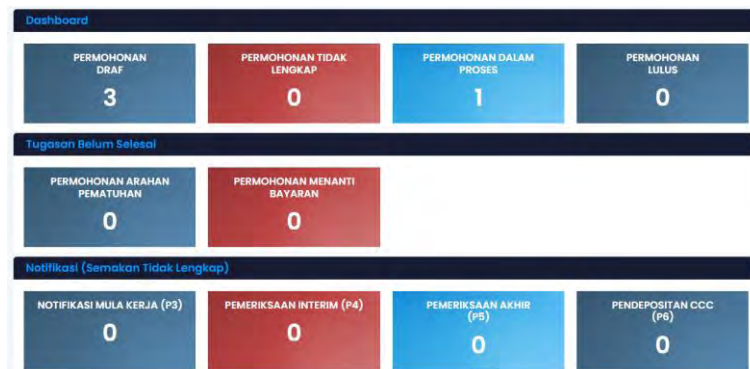 Dashboard
PERMOHONAN
DRAF
3
PERMOHONAN TIDAK
LENGKAP
0
PERMOHONAN DALAM
PROSES
1
PERMOHONAN
LULUS
0
Tugasan Belum Selesai
PERMOHONAN ARAHAN
PEMATUHAN
0
PERMOHONAN MENANTI
BAYARAN
0
Notifikasi (Semakan Tidak Lengkap)
NOTIFIKASI MULA KERJA (P3)
0
PEMERIKSAAN INTERIM (P4)
0
PEMERIKSAAN AKHIR
(P5)
0
PENDEPOSITAN CCC
(P6)
0